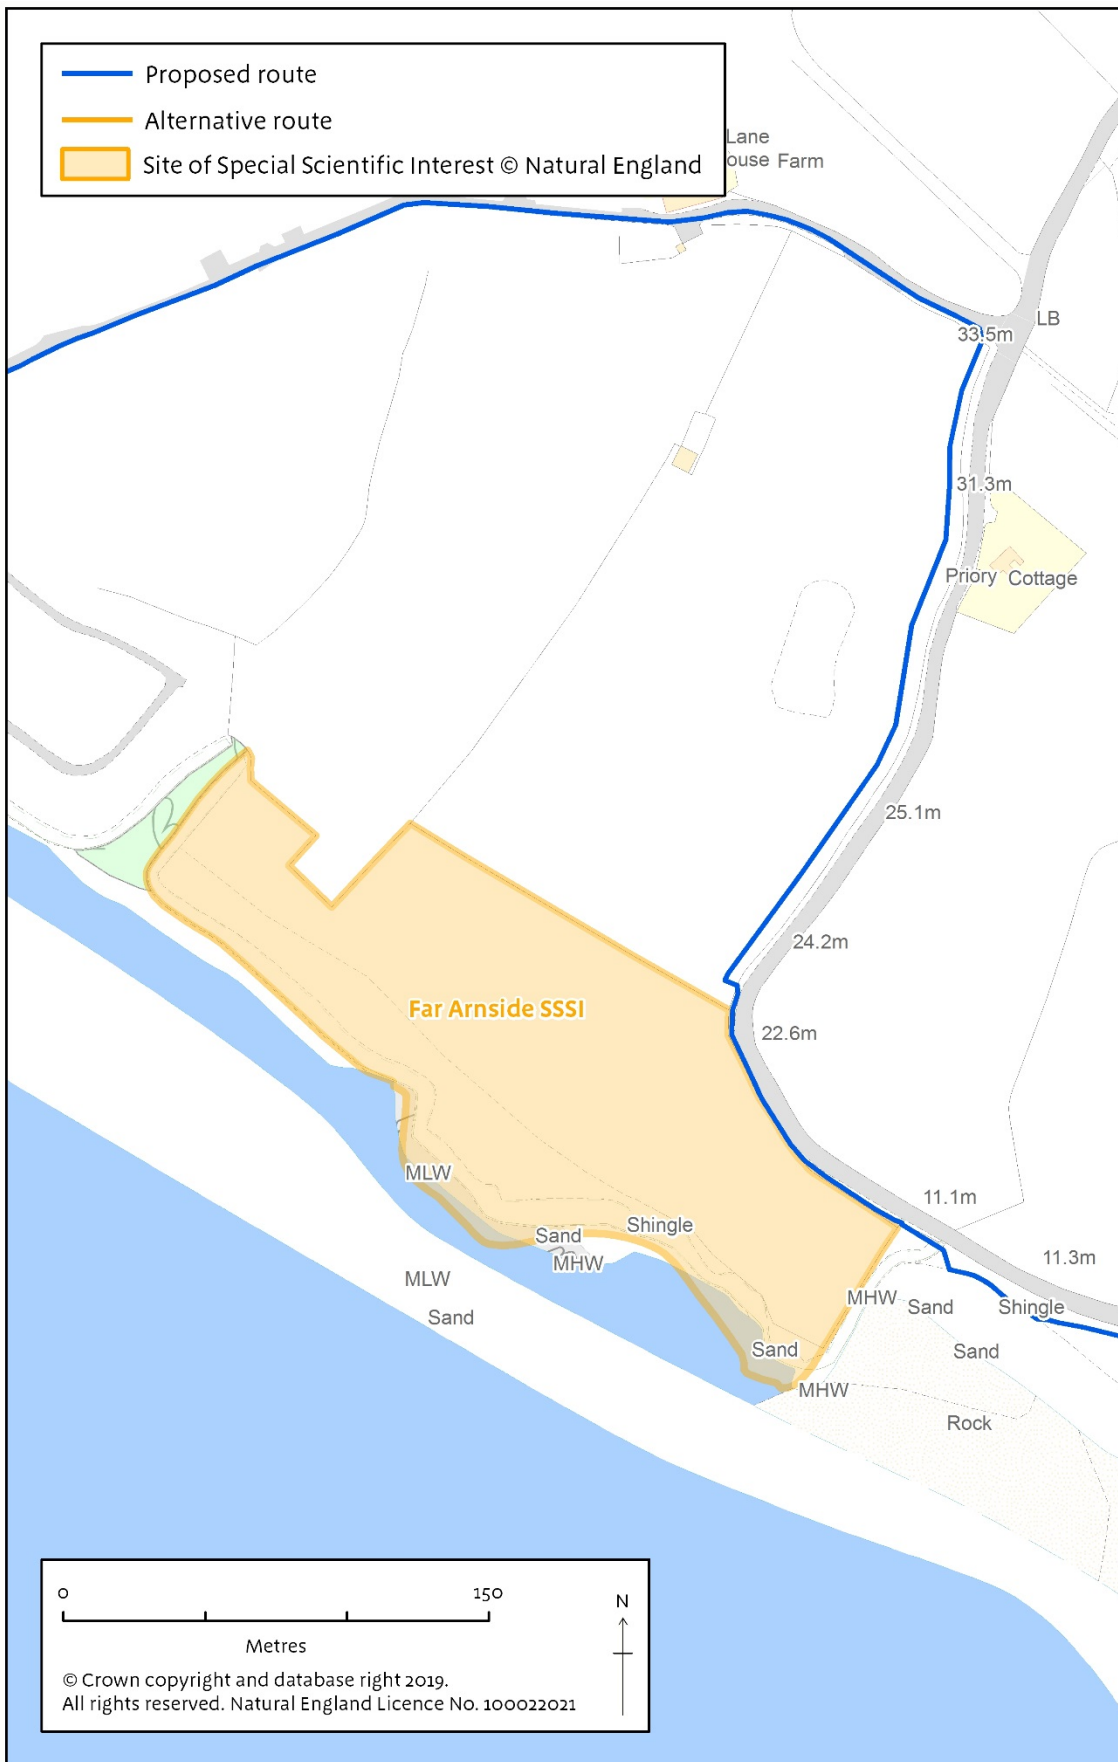 Proposed route
Alternative route
Site of Special Scientific Interest © Natural England
Lane
ouse Farm
LB
33.5m
31.3m
Priory Cottage
25.1m
24.2m
Far Arnside SSSI
22.6m
MLW
11.1m
Shingle
Sand
MHW
11.3m
MLW
Sand
MHW
Sand
Shingle
Sand
Sand
MHW
Rock
0 150
Metres
N
© Crown copyright and database right 2019.
All rights reserved. Natural England Licence No. 100022021